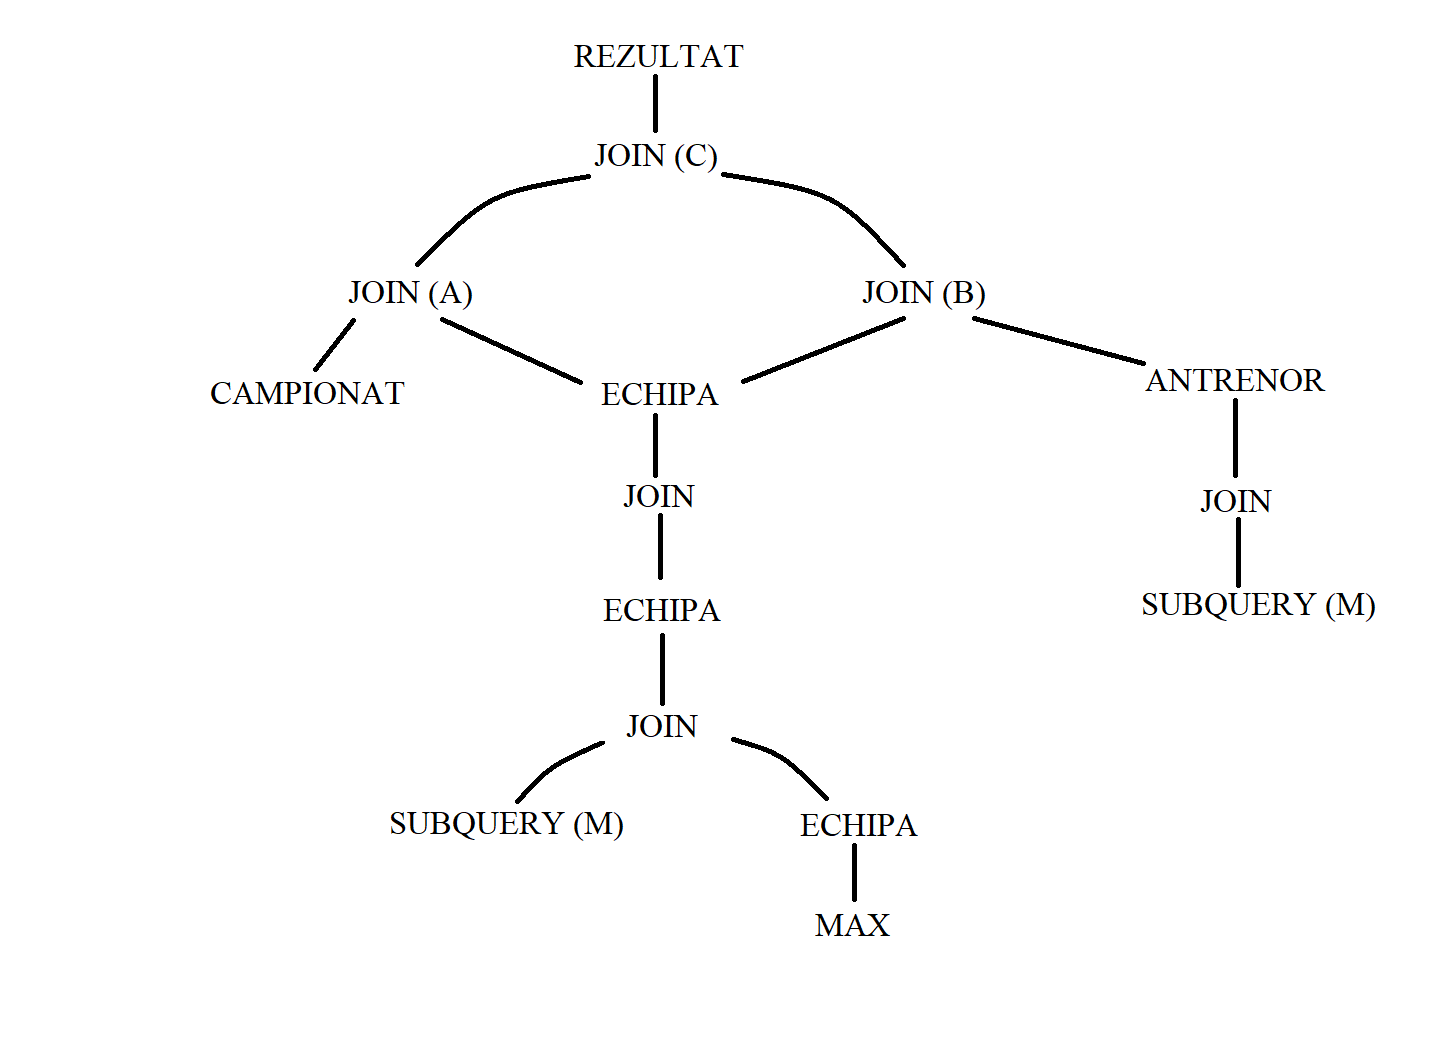 REZULTAT
JOIN (C)
JOIN (A)
JOIN (B)
CAMPIONAT
ECHIPA
ANTRENOR
JOIN
JOIN
ECHIPA
SUBQUERY (M)
JOIN
SUBQUERY (M)
ECHIPA
MAX